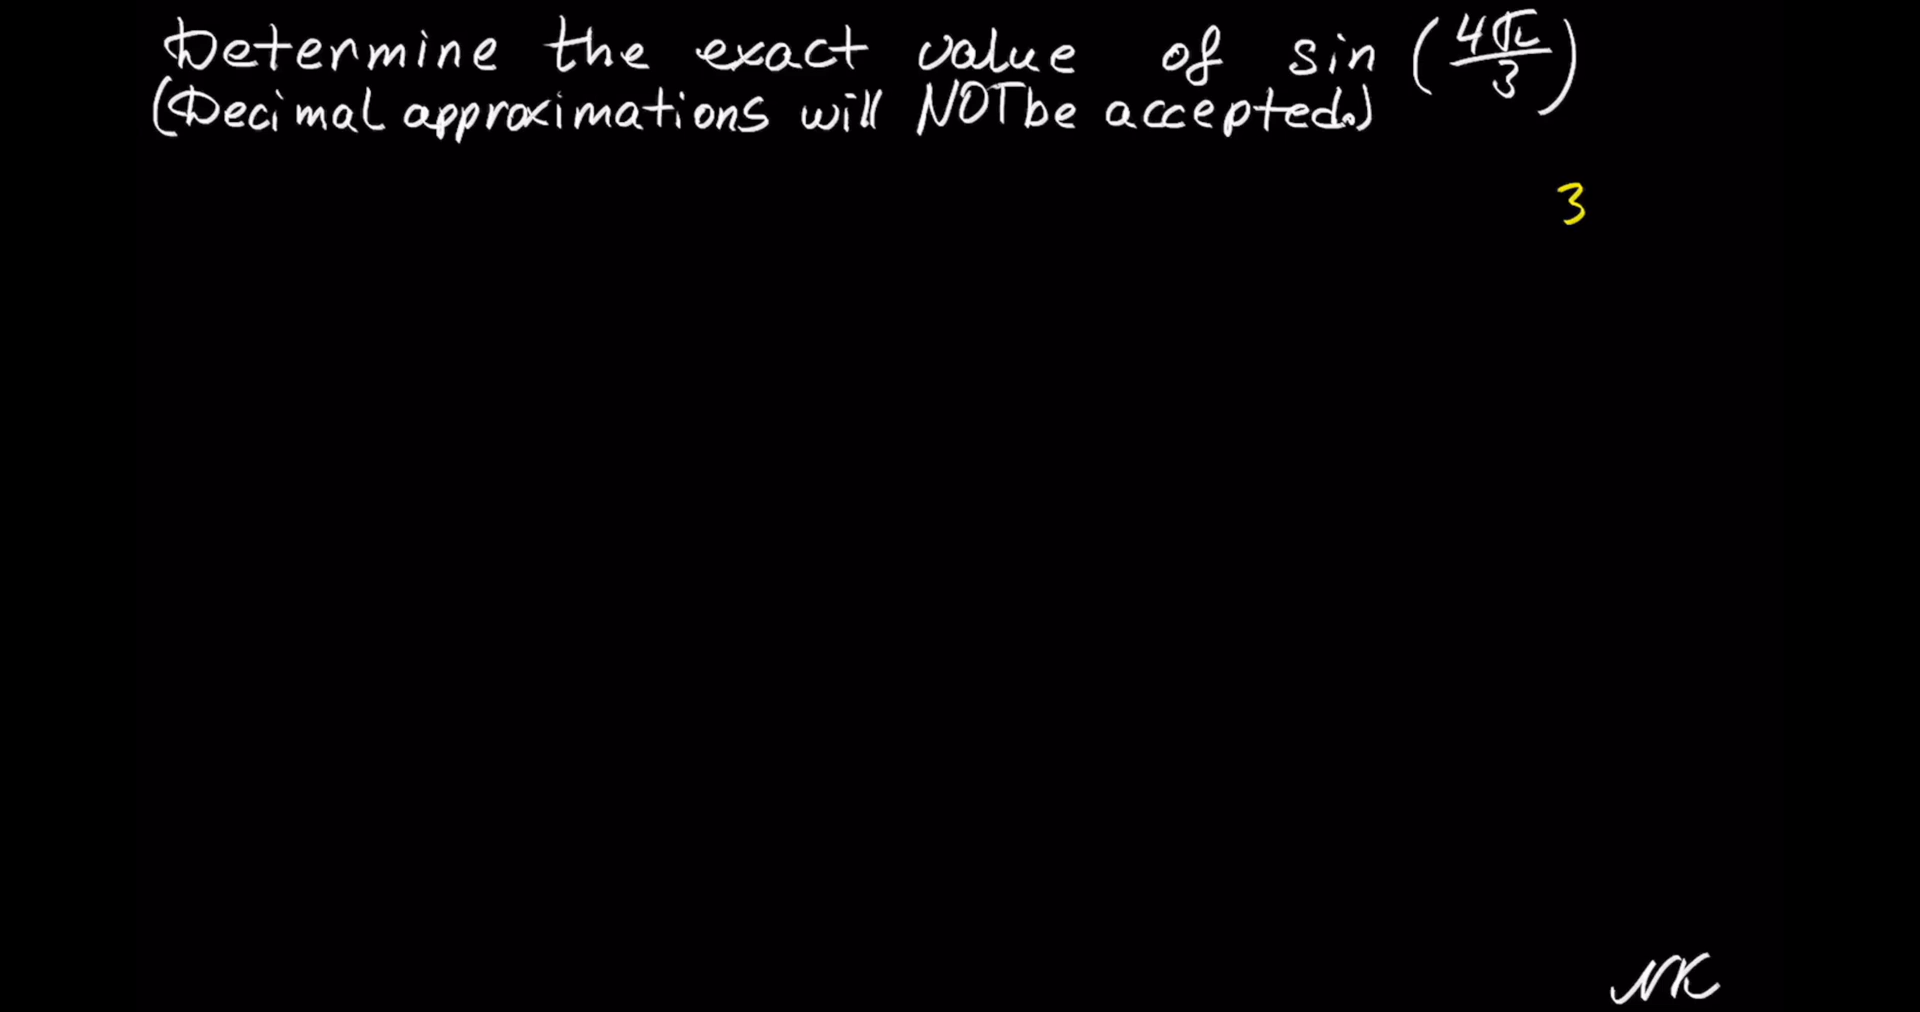 Determine the exact value of sin (4π/3)
(Decimal approximations will NOT be accepted.)
3
NK